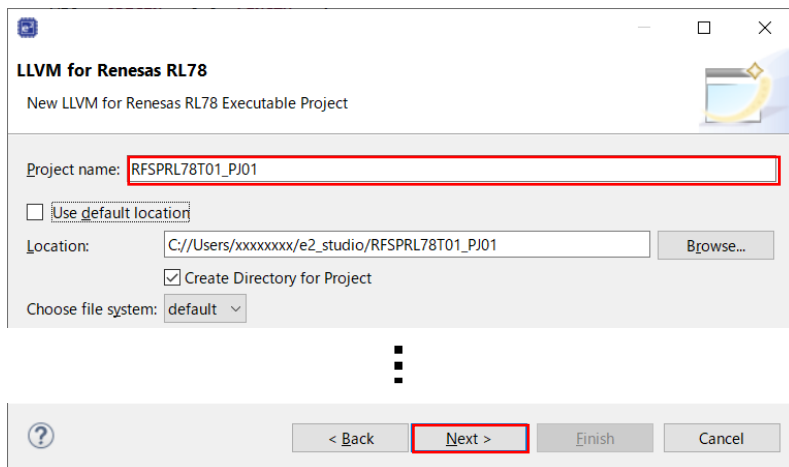 LLVM for Renesas RL78
New LLVM for Renesas RL78 Executable Project
Project name: RFSPRL78T01_PJ01
Use default location
Location: C://Users/xxxxxxxx/e2_studio/RFSPRL78T01_PJ01 Browse...
Create Directory for Project
Choose file system: default
? < Back Next > Finish Cancel